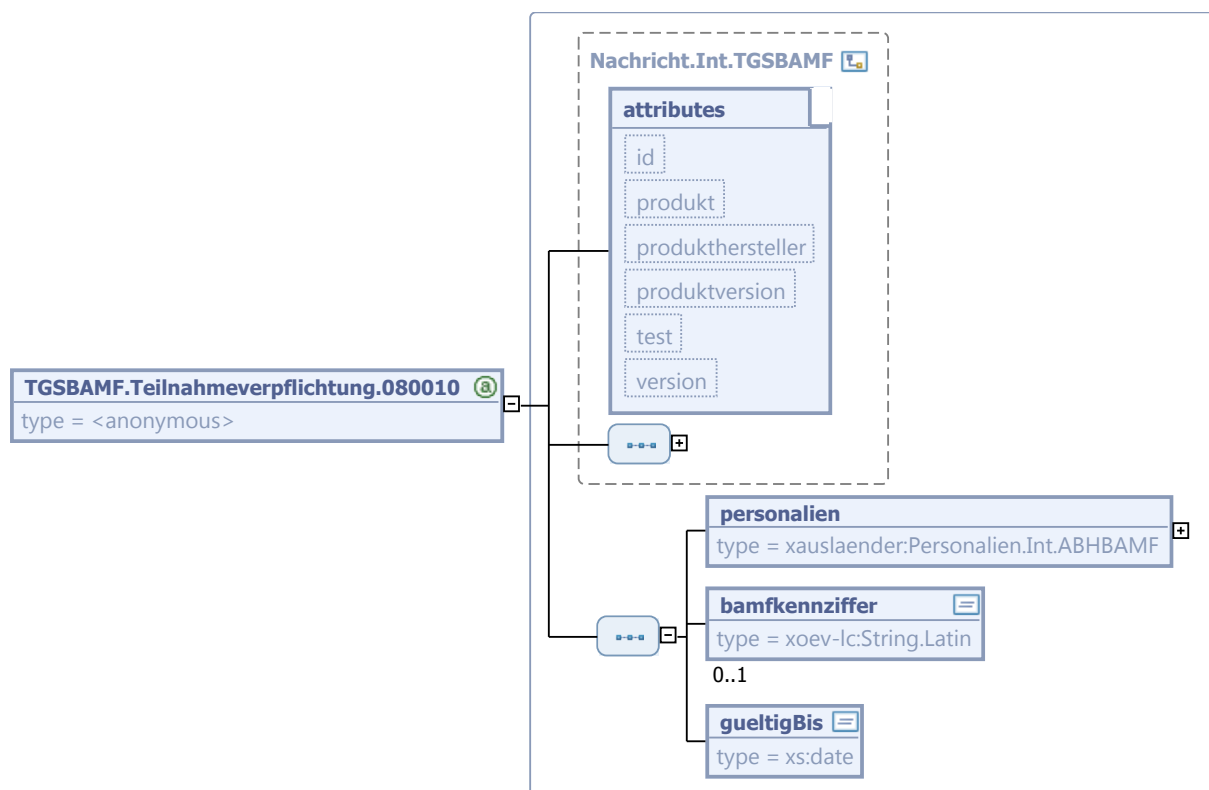 Nachricht.Int.TGSBAMF
attributes
id
produkt
produkthersteller
produktversion
test
version
TGSBAMF.Teilnahmeverpflichtung.080010
type = <anonymous>
personalien
type = xauslaender:Personalien.Int.ABHBAMF
bamfkennziffer
type = xoev-lc:String.Latin
0..1
gueltigBis
type = xs:date